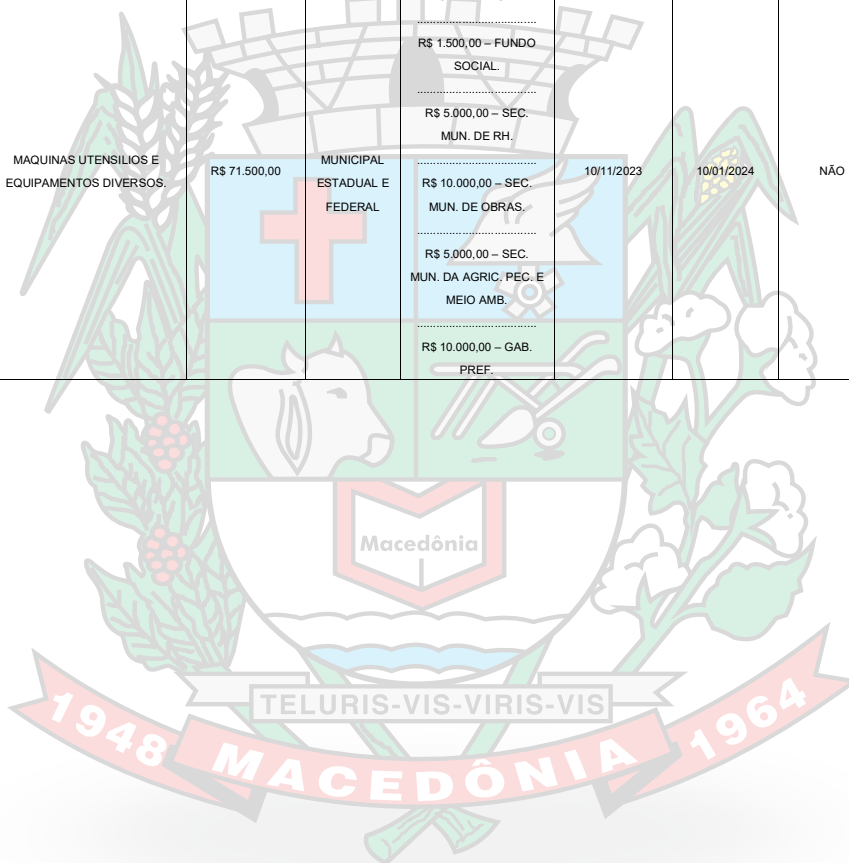 MAQUINAS UTENSILIOS E
EQUIPAMENTOS DIVERSOS.
R$ 71.500,00
MUNICIPAL
ESTADUAL E
FEDERAL
......................................
R$ 1.500,00 – FUNDO
SOCIAL.
......................................
R$ 5.000,00 – SEC.
MUN. DE RH.
......................................
R$ 10.000,00 – SEC.
MUN. DE OBRAS.
......................................
R$ 5.000,00 – SEC.
MUN. DA AGRIC. PEC. E
MEIO AMB.
......................................
R$ 10.000,00 – GAB.
PREF.
10/11/2023
10/01/2024
NÃO
Macedônia
TELURIS-VIS-VIRIS-VIS
1948 MACEDÔNIA 1964